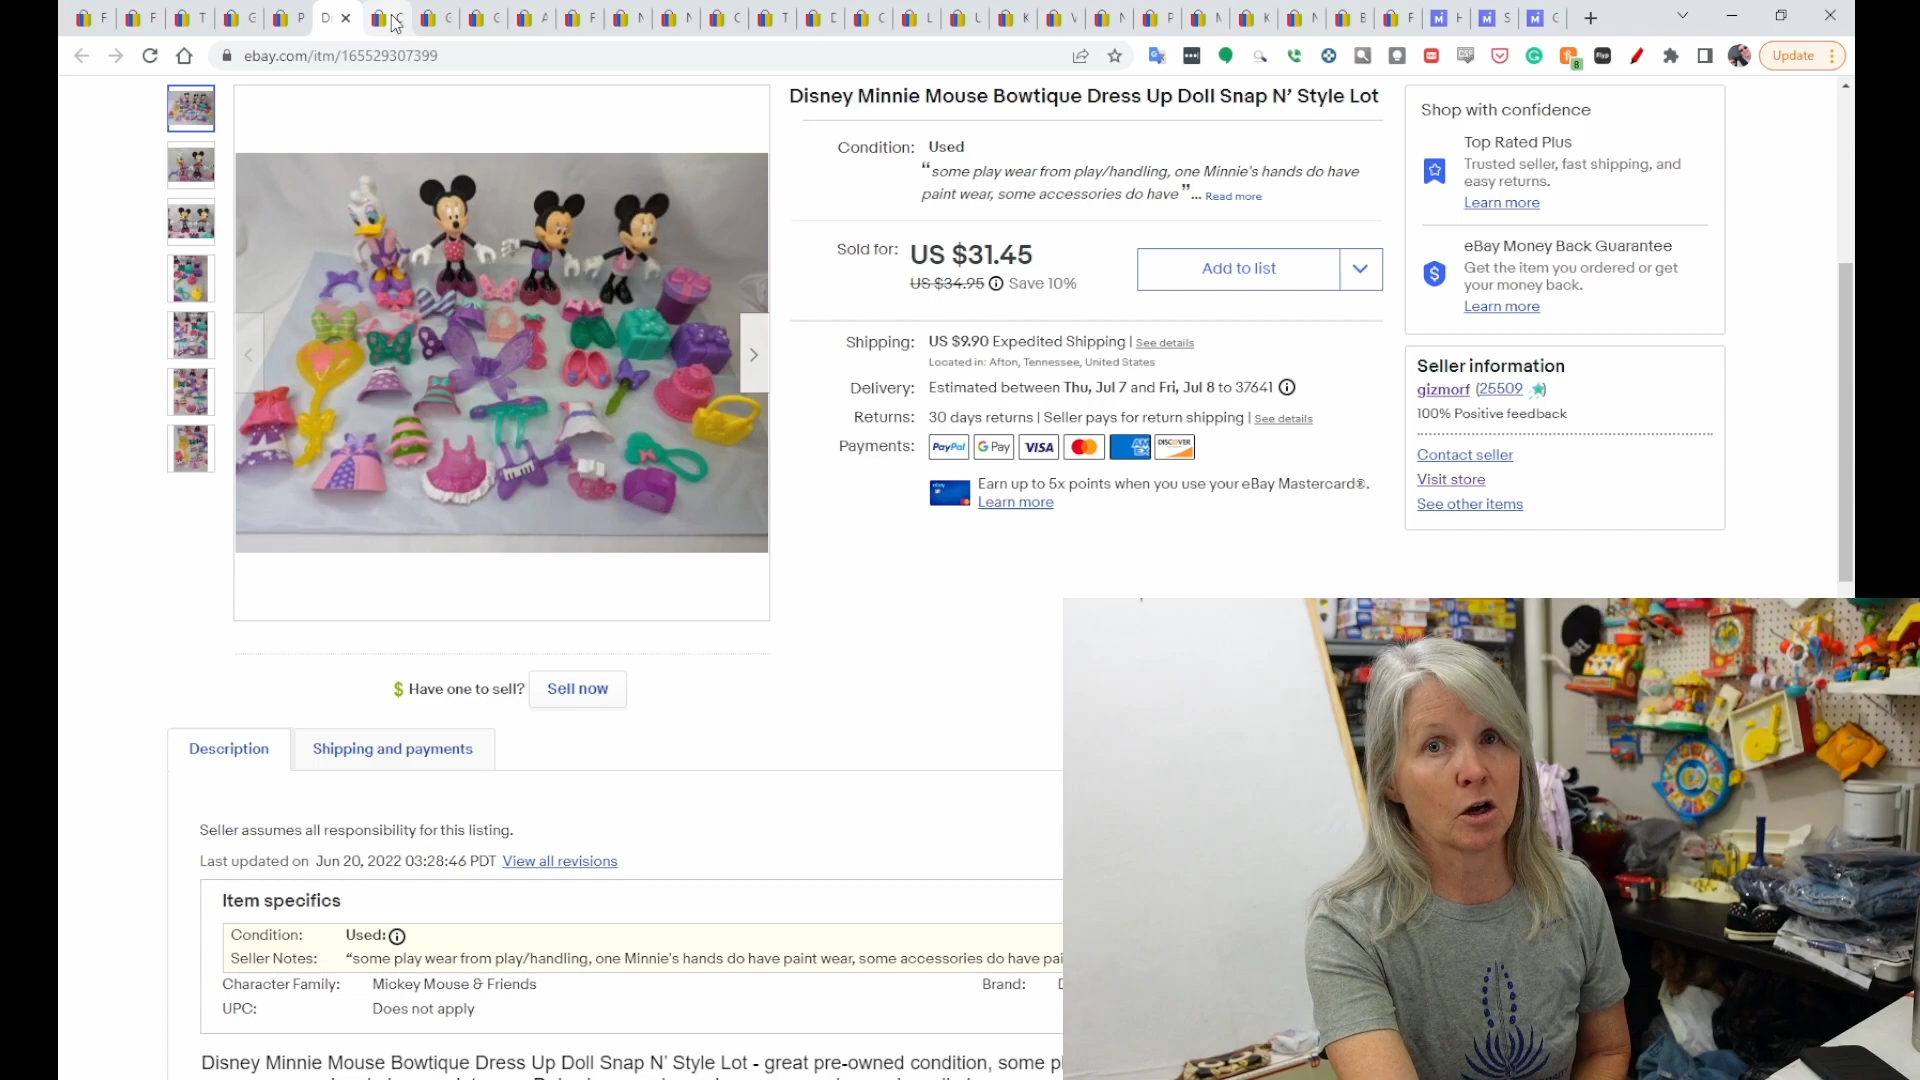 F
F
T
G
P
D
C
G
G
A
F
N
N
C
T
D
C
L
L
K
V
N
P
M
K
N
B
F
H
S
G
ebay.com/itm/165529307399
8
Flyp
Update
Disney Minnie Mouse Bowtique Dress Up Doll Snap N’ Style Lot
Condition: Used
“some play wear from play/handling, one Minnie's hands do have
paint wear, some accessories do have ”... Read more
Sold for: US $31.45
US $34.95 Save 10%
Add to list
Shipping: US $9.90 Expedited Shipping | See details
Located in: Afton, Tennessee, United States
Delivery: Estimated between Thu, Jul 7 and Fri, Jul 8 to 37641
Returns: 30 days returns | Seller pays for return shipping | See details
Payments: PayPal G Pay VISA AM EX DISCOVER
Earn up to 5x points when you use your eBay Mastercard®.
Learn more
Shop with confidence
Top Rated Plus
Trusted seller, fast shipping, and
easy returns.
Learn more
eBay Money Back Guarantee
Get the item you ordered or get
your money back.
Learn more
Seller information
gizmorf (25509)
100% Positive feedback
Contact seller
Visit store
See other items
$ Have one to sell? Sell now
Description
Shipping and payments
Seller assumes all responsibility for this listing.
Last updated on Jun 20, 2022 03:28:46 PDT View all revisions
Item specifics
Condition: Used:
Seller Notes: “some play wear from play/handling, one Minnie's hands do have paint wear, some accessories do have pai
Character Family: Mickey Mouse & Friends
Brand:
UPC: Does not apply
Disney Minnie Mouse Bowtique Dress Up Doll Snap N' Style Lot - great pre-owned condition, some pl